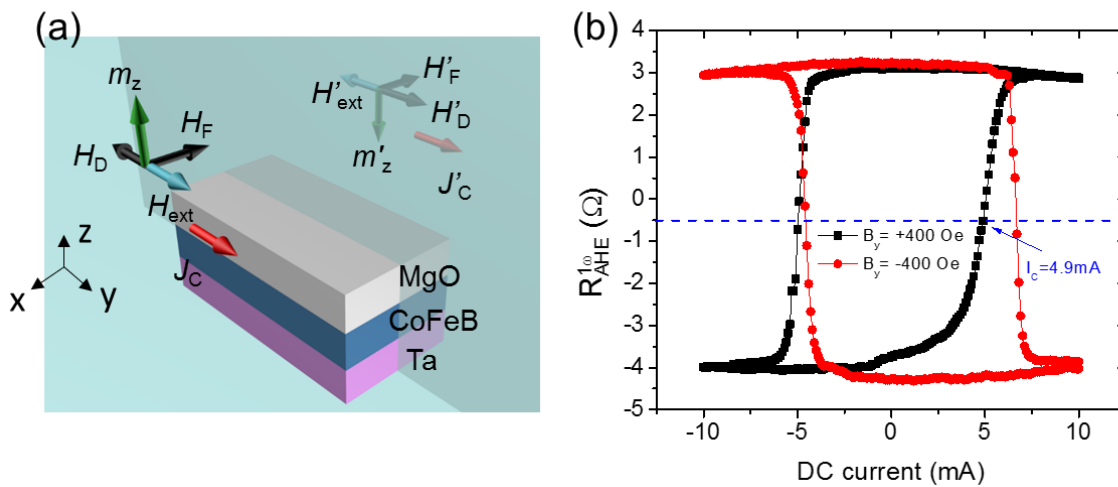 (a)
m_z
H_F
H_D
H_ext
J_C
H'_F
H'_ext
H'_D
m'_z
J'_C
z
x
y
MgO
CoFeB
Ta
(b)
R^{1ω}_{AHE} (Ω)
4
3
2
1
0
-1
-2
-3
-4
-5
B_y= +400 Oe
B_y= -400 Oe
I_C=4.9mA
-10
-5
0
5
10
DC current (mA)